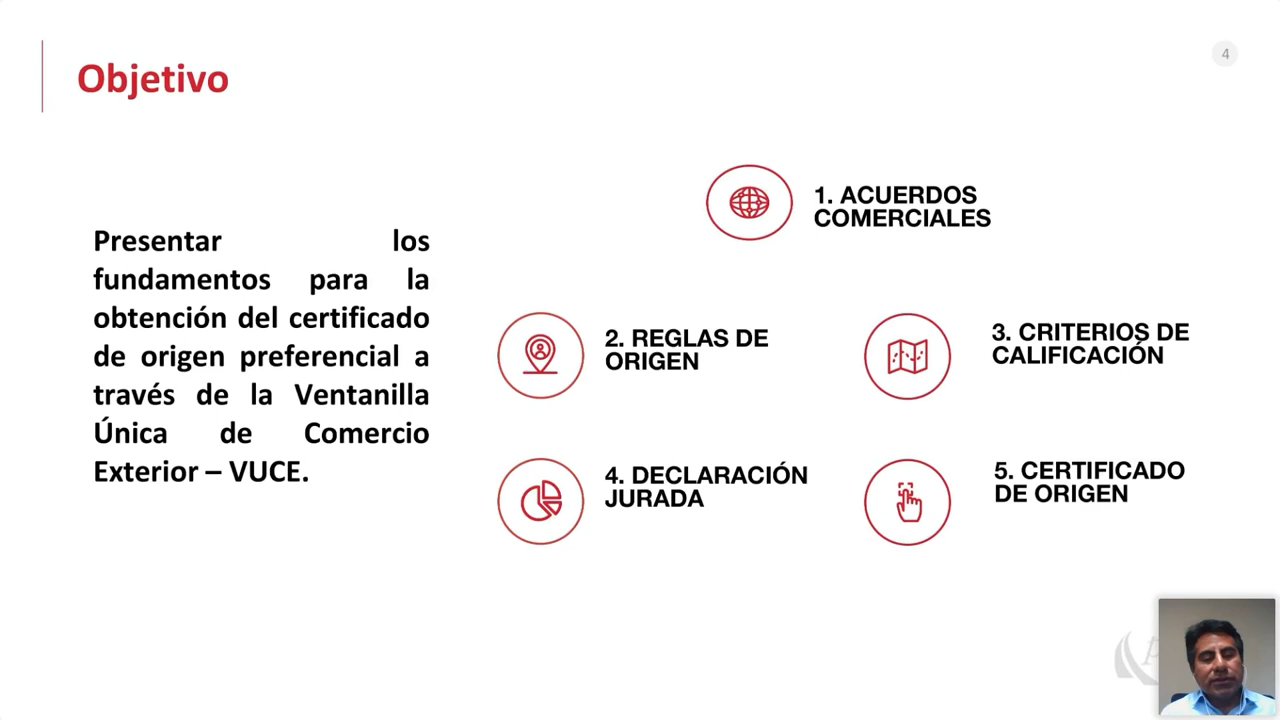 4
Objetivo
Presentar los
fundamentos para la
obtención del certificado
de origen preferencial a
través de la Ventanilla
Única de Comercio
Exterior – VUCE.
1. ACUERDOS
COMERCIALES
2. REGLAS DE
ORIGEN
3. CRITERIOS DE
CALIFICACIÓN
4. DECLARACIÓN
JURADA
5. CERTIFICADO
DE ORIGEN